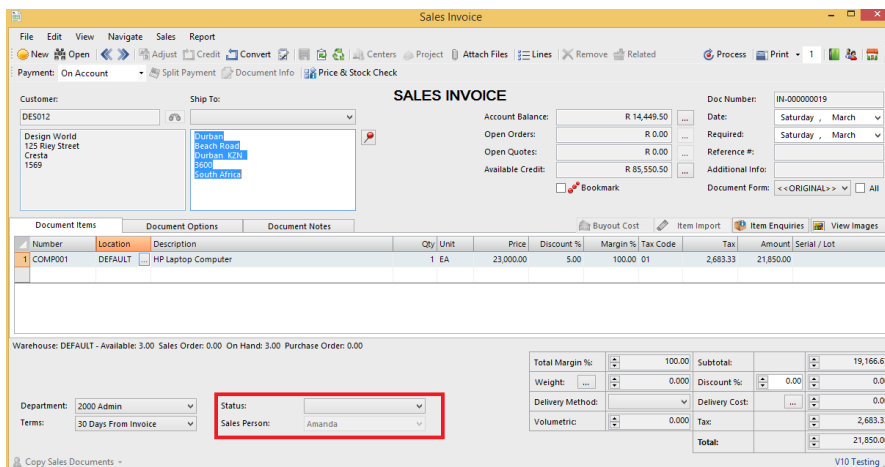 Sales Invoice
File Edit View Navigate Sales Report
New Open Adjust Credit Convert Centers Project Attach Files Lines Remove Related Process Print 1
Payment: On Account Split Payment Document Info Price & Stock Check
SALES INVOICE
Customer: Ship To: Doc Number: IN-000000019
DES012 Account Balance: R 14,449.50 ... Date: Saturday , March
Design World Durban Open Orders: R 0.00 ... Required: Saturday , March
125 Riey Street Beach Road
Cresta Durban KZN Open Quotes: R 0.00 ... Reference #:
1569 3600
South Africa Available Credit: R 85,550.50 ... Additional Info:
Bookmark Document Form: <<ORIGINAL>> All
Document Items Document Options Document Notes Buyout Cost Item Import Item Enquiries View Images
Number Location Description Qty Unit Price Discount % Margin % Tax Code Tax Amount Serial / Lot
1 COMP001 DEFAULT ... HP Laptop Computer 1 EA 23,000.00 5.00 100.00 01 2,683.33 21,850.00
Warehouse: DEFAULT - Available: 3.00 Sales Order: 0.00 On Hand: 3.00 Purchase Order: 0.00
Total Margin %: 100.00 Subtotal: 19,166.6
Weight: ... 0.000 Discount %: 0.00 0.0
Department: 2000 Admin Status: Delivery Method: Delivery Cost: ... 0.0
Terms: 30 Days From Invoice Sales Person: Amanda Volumetric: 0.000 Tax: 2,683.3
Total: 21,850.0
Copy Sales Documents V10 Testing